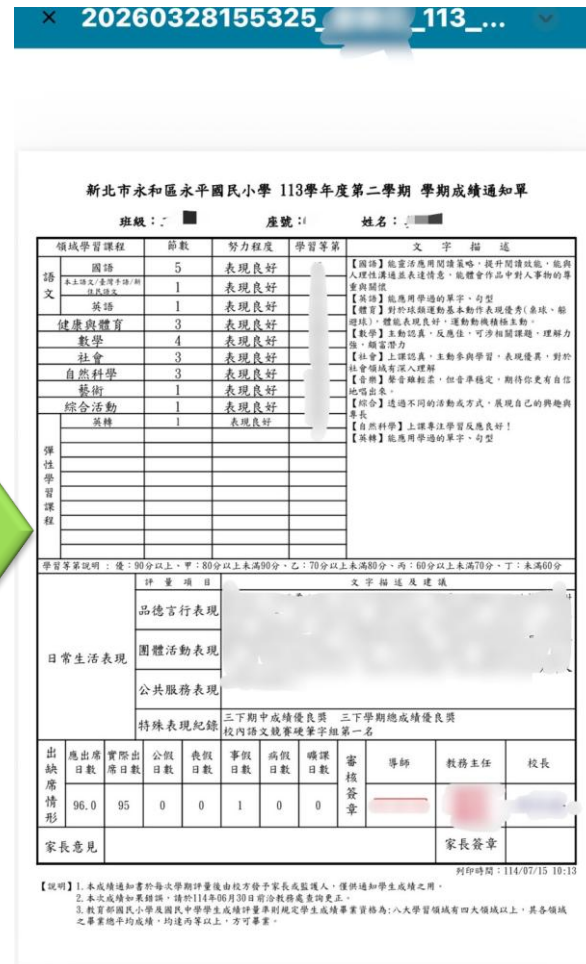 20260328155325_ _113_...
新北市永和區永平國民小學 113學年度第二學期 學期成績通知單
班級： 座號： 姓名：
領域學習課程 節數 努力程度 學習等第 文 字 描 述
語文
國語 5 表現良好
本土語文/臺灣手語/新住民語文 1 表現良好
英語 1 表現良好
健康與體育 3 表現良好
數學 4 表現良好
社會 3 表現良好
自然科學 3 表現良好
藝術 1 表現良好
綜合活動 1 表現良好
彈性學習課程
英轉 1 表現良好
【國語】能靈活應用閱讀策略，提升閱讀效能，能與
人理性溝通並表達情意，能體會作品中對人事物的尊
重與關懷
【英語】能應用學過的單字、句型
【體育】對於球類運動基本動作表現優秀(桌球、躲
避球)，體能表現良好，運動動機積極主動。
【數學】主動認真，反應佳，可涉相關課題，理解力
強，頗富潛力
【社會】上課認真，主動參與學習，表現優異，對於
社會領域有深入理解
【音樂】聲音雖輕柔，但音準穩定，期待你更有自信
地唱出來。
【綜合】透過不同的活動或方式，展現自己的興趣與
專長
【自然科學】上課專注學習反應良好！
【英轉】能應用學過的單字、句型
學習等第說明：優：90分以上、甲：80分以上未滿90分、乙：70分以上未滿80分、丙：60分以上未滿70分、丁：未滿60分
日常生活表現
評 量 項 目 文 字 描 述 及 建 議
品德言行表現
團體活動表現
公共服務表現
特殊表現紀錄 三下期中成績優良獎 三下學期總成績優良獎
校內語文競賽硬筆字組第一名
出缺席情形 應出席日數 實際出席日數 公假日數 喪假日數 事假日數 病假日數 曠課日數 審核簽章 導師 教務主任 校長
96.0 95 0 0 1 0 0
家長意見 家長簽章
列印時間：114/07/15 10:13
【說明】1.本成績通知書於每次學期評量後由校方發予家長或監護人，僅供通知學生成績之用。
2.本次成績如果錯誤，請於114年06月30日前洽教務處查詢更正。
3.教育部國民小學及國民中學學生成績評量準則規定學生成績畢業資格為:八大學習領域有四大領域以上，其各領域
之畢業總平均成績，均達丙等以上，方可畢業。